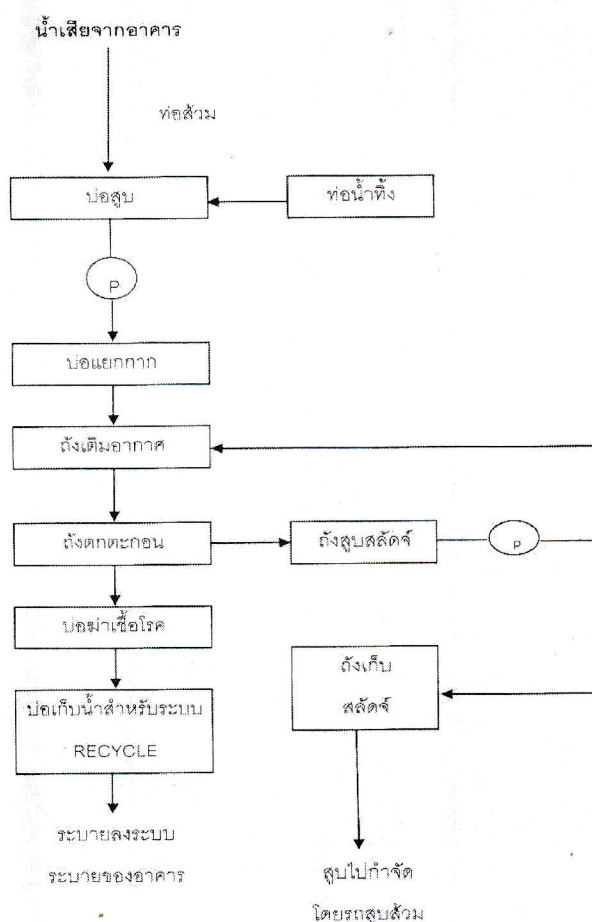 น้ำเสียจากอาคาร
ท่อส้วม
บ่อสูบ
ท่อน้ำทิ้ง
P
บ่อแยกกาก
ถังเติมอากาศ
ถังตกตะกอน
ถังสูบสลัดจ์
P
บ่อฆ่าเชื้อโรค
ถังเก็บ
สลัดจ์
บ่อเก็บน้ำสำหรับระบบ
RECYCLE
ระบายลงระบบ
ระบายของอาคาร
สูบไปกำจัด
โดยรถสูบส้วม